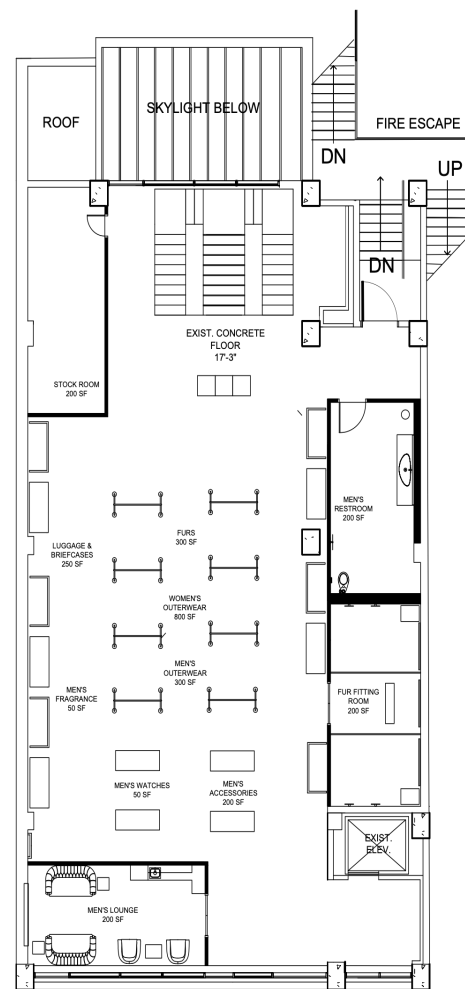 ROOF
SKYLIGHT BELOW
DN
FIRE ESCAPE
UP
DN
EXIST. CONCRETE
FLOOR
17'-3"
STOCK ROOM
200 SF
MEN'S
RESTROOM
200 SF
FURS
300 SF
LUGGAGE &
BRIEFCASES
250 SF
WOMEN'S
OUTERWEAR
800 SF
MEN'S
OUTERWEAR
300 SF
MEN'S
FRAGRANCE
50 SF
FUR FITTING
ROOM
200 SF
MEN'S WATCHES
50 SF
MEN'S
ACCESSORIES
200 SF
EXIST.
ELEV.
MEN'S LOUNGE
200 SF